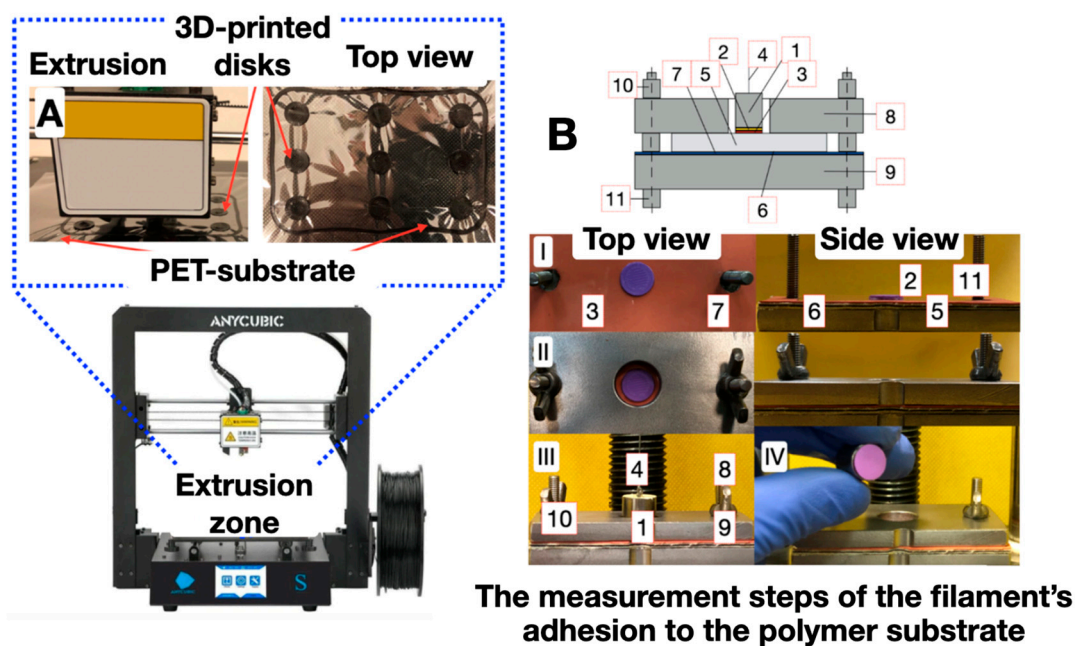 3D-printed
disks
Extrusion
Top view
A
PET-substrate
ANYCUBIC
Extrusion
zone
ANYCUBIC
S
B
2
4
1
10
7
5
3
8
9
11
6
Top view
Side view
I
3
7
2
11
6
5
II
III
4
8
10
1
9
IV
The measurement steps of the filament’s
adhesion to the polymer substrate